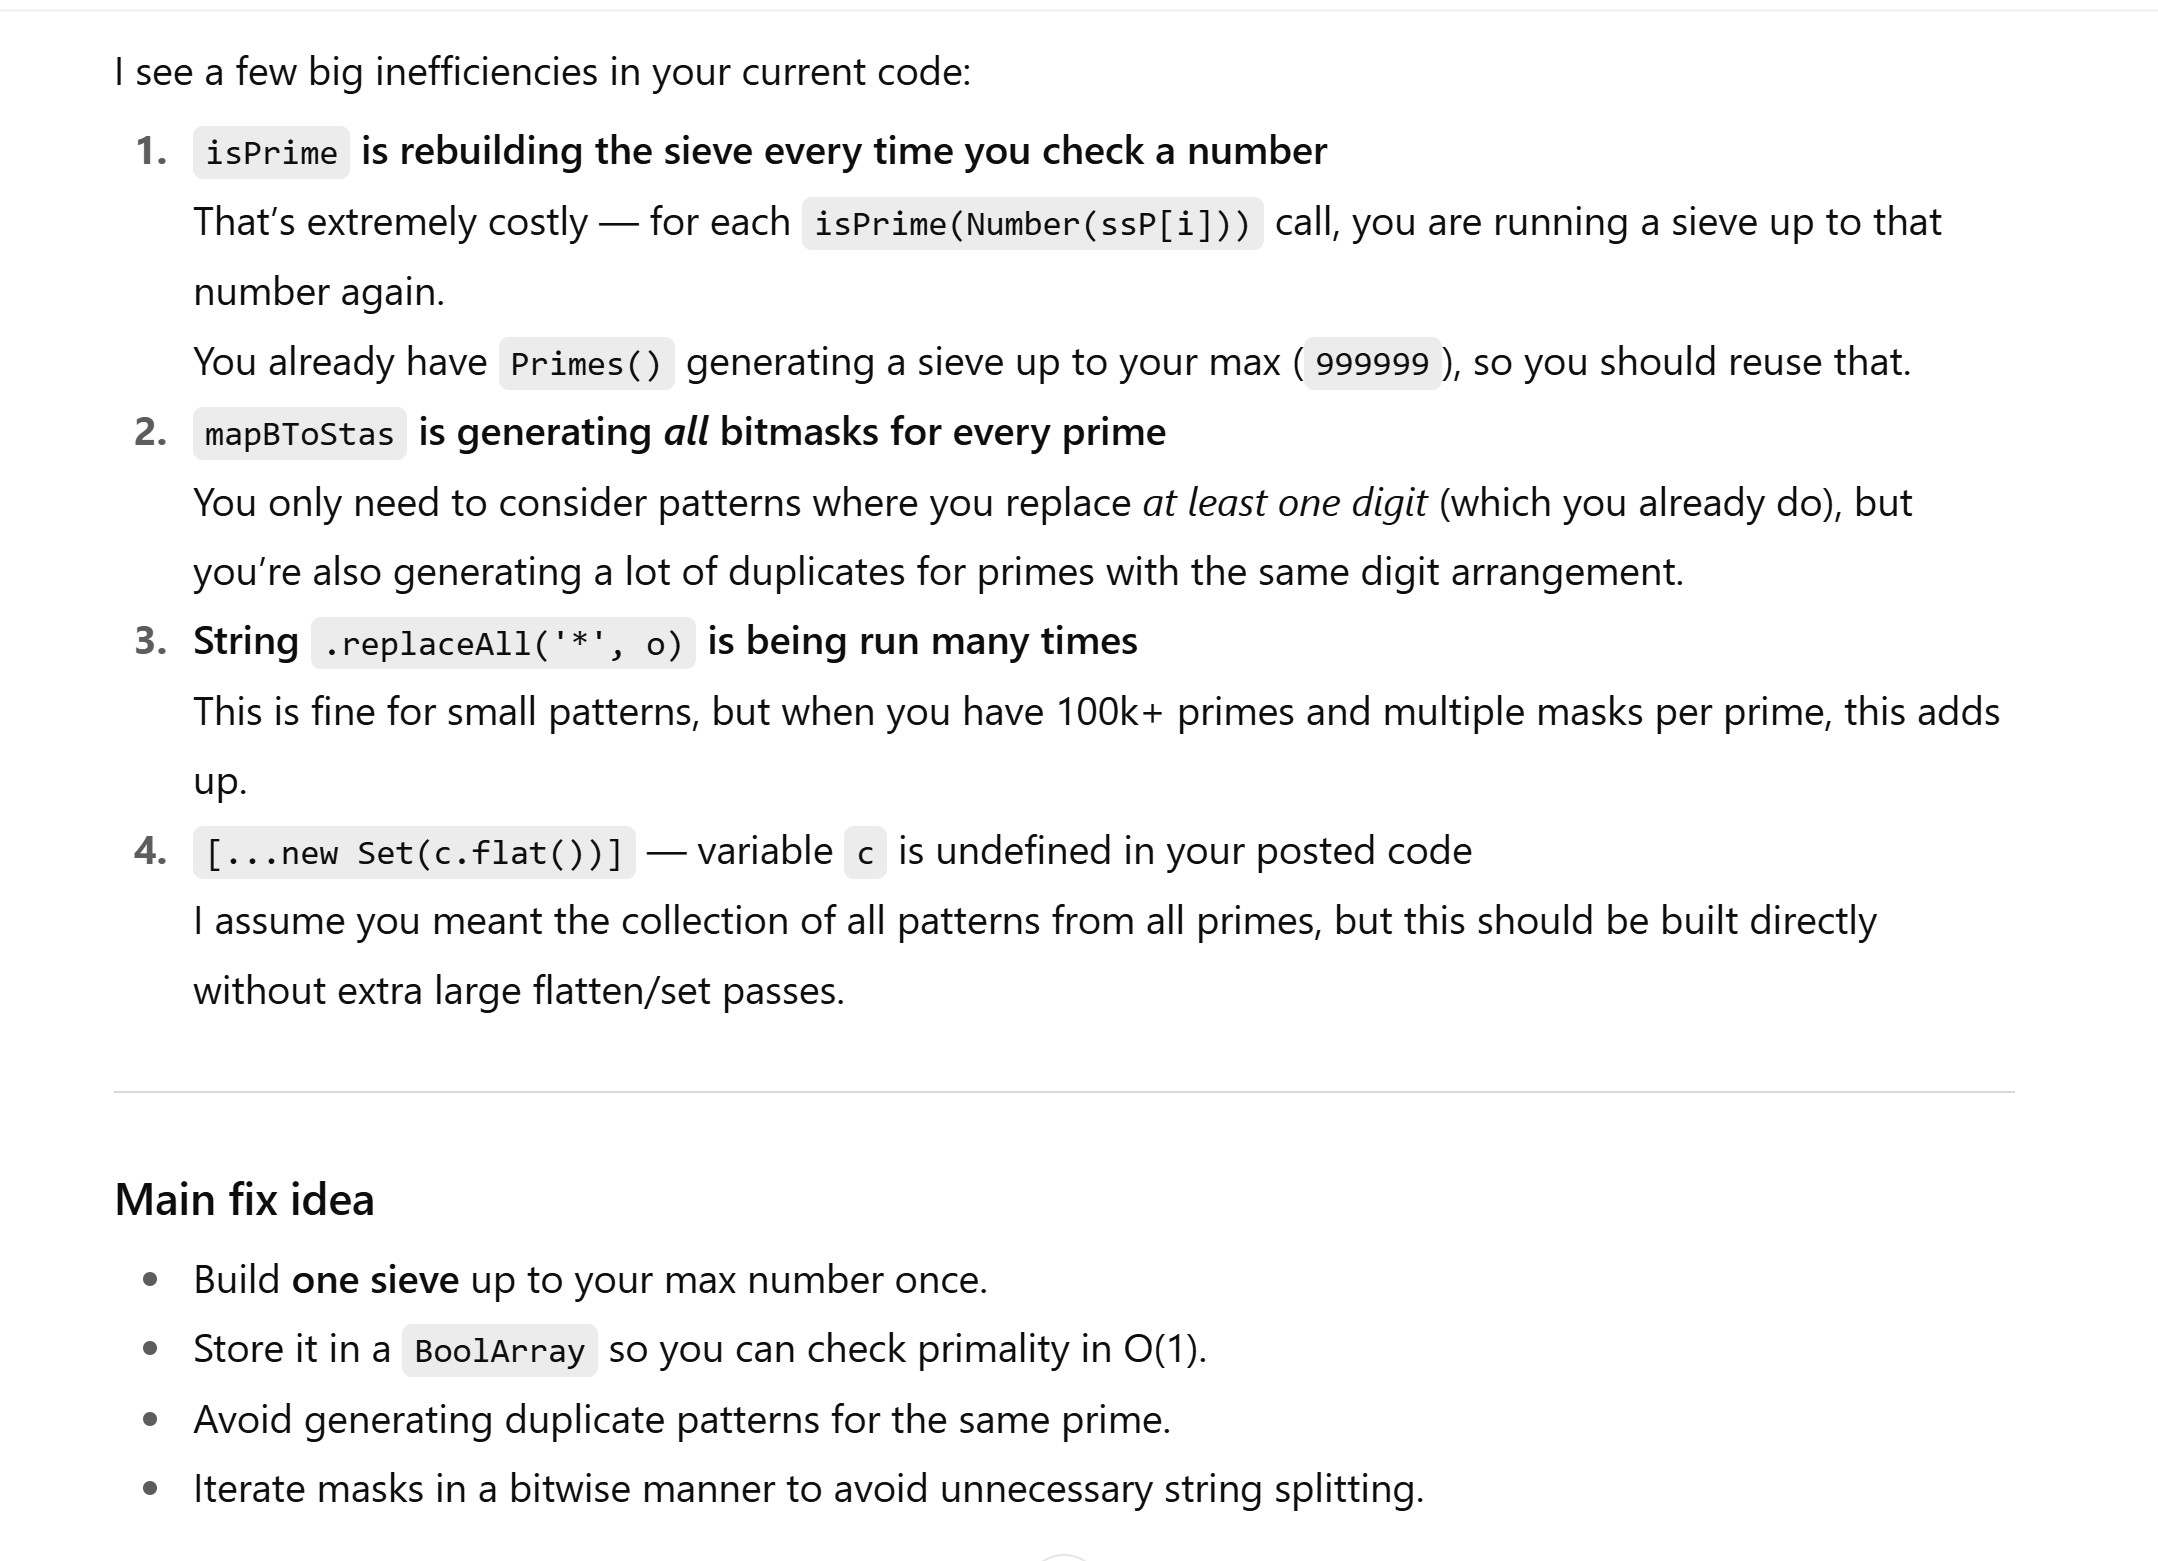 I see a few big inefficiencies in your current code:
1. isPrime is rebuilding the sieve every time you check a number
That’s extremely costly — for each isPrime(Number(ssP[i])) call, you are running a sieve up to that
number again.
You already have Primes() generating a sieve up to your max (999999), so you should reuse that.
2. mapBToStas is generating all bitmasks for every prime
You only need to consider patterns where you replace at least one digit (which you already do), but
you’re also generating a lot of duplicates for primes with the same digit arrangement.
3. String .replaceAll('*', o) is being run many times
This is fine for small patterns, but when you have 100k+ primes and multiple masks per prime, this adds
up.
4. [...new Set(c.flat())] — variable c is undefined in your posted code
I assume you meant the collection of all patterns from all primes, but this should be built directly
without extra large flatten/set passes.
Main fix idea
• Build one sieve up to your max number once.
• Store it in a BoolArray so you can check primality in O(1).
• Avoid generating duplicate patterns for the same prime.
• Iterate masks in a bitwise manner to avoid unnecessary string splitting.